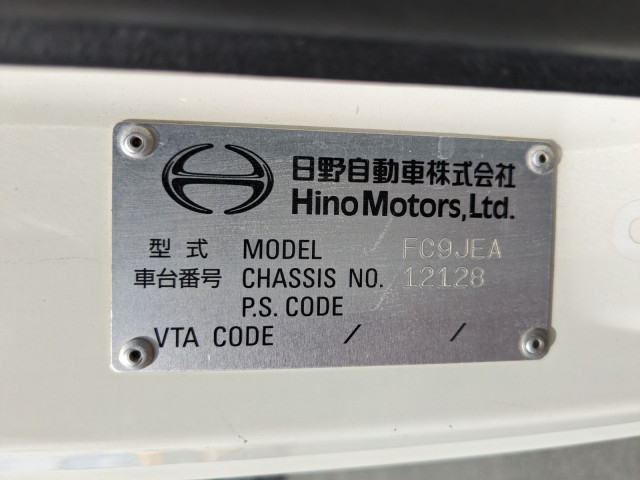 日野自動車株式会社
Hino Motors, Ltd.
型式 MODEL FC9JEA
車台番号 CHASSIS NO. 12128
P.S. CODE
VTA CODE / /